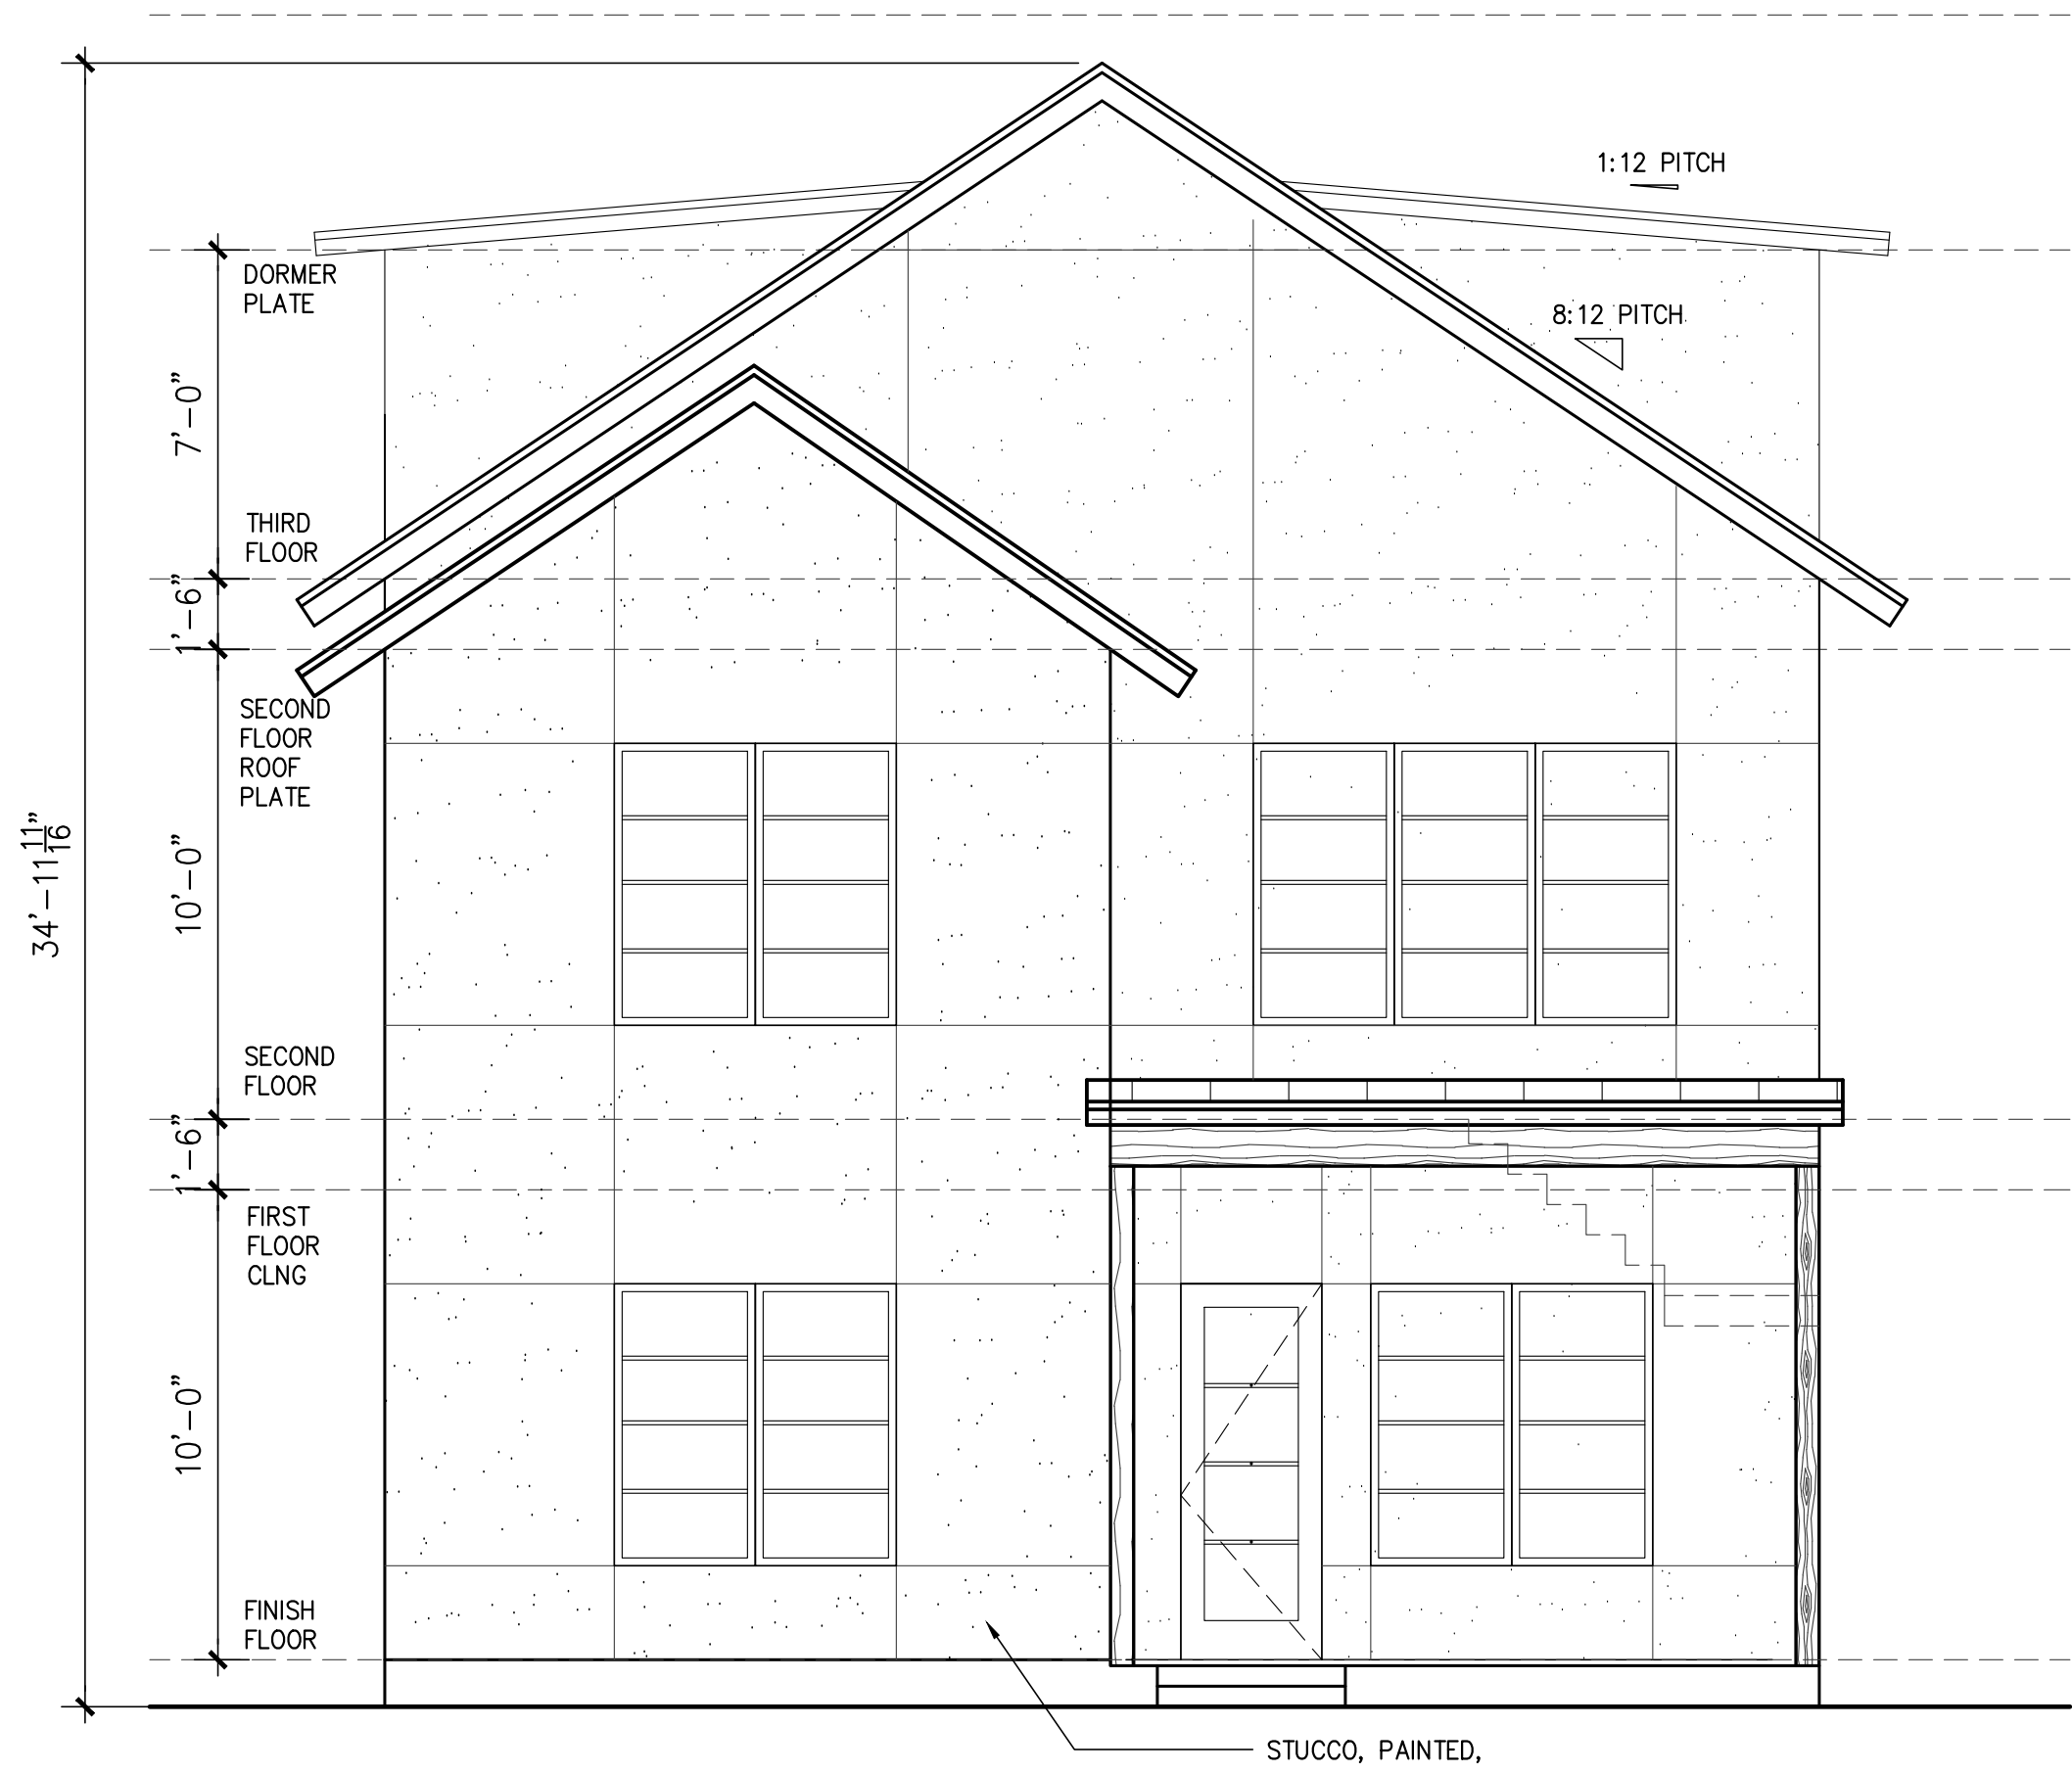 1:12 PITCH
8:12 PITCH
DORMER
PLATE
7'-0"
THIRD
FLOOR
1'-6"
SECOND
FLOOR
ROOF
PLATE
34'-11 11/16"
10'-0"
SECOND
FLOOR
1'-6"
FIRST
FLOOR
CLNG
10'-0"
FINISH
FLOOR
STUCCO, PAINTED,